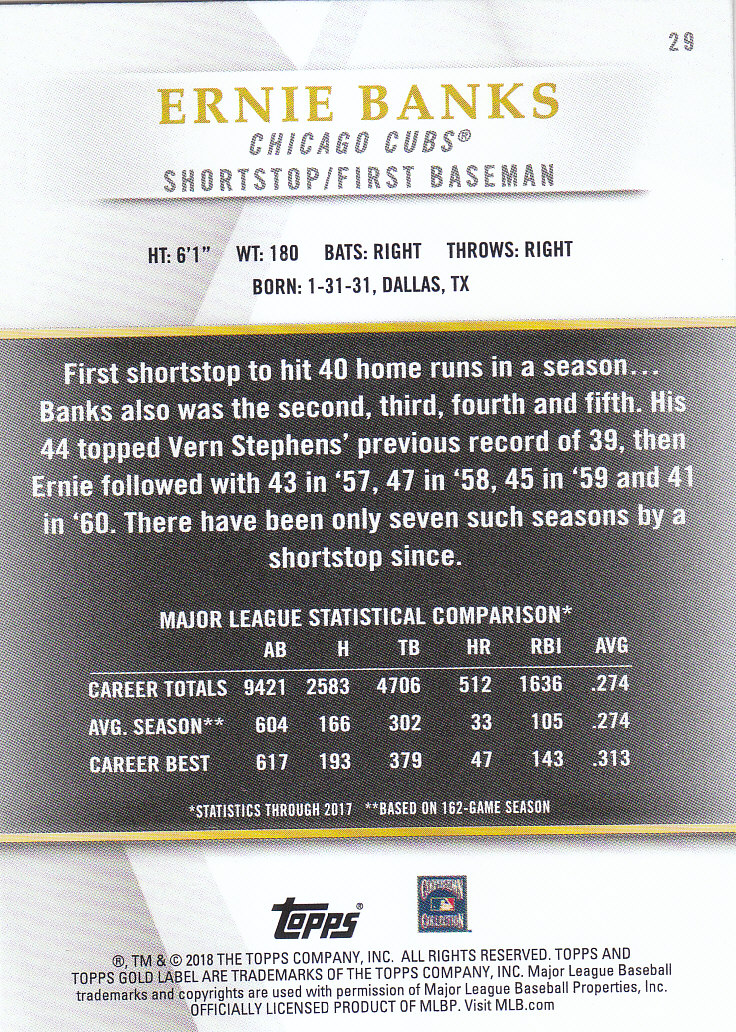 29
ERNIE BANKS
CHICAGO CUBS®
SHORTSTOP/FIRST BASEMAN
HT: 6'1" WT: 180 BATS: RIGHT THROWS: RIGHT
BORN: 1-31-31, DALLAS, TX
First shortstop to hit 40 home runs in a season...
Banks also was the second, third, fourth and fifth. His
44 topped Vern Stephens' previous record of 39, then
Ernie followed with 43 in ‘57, 47 in ‘58, 45 in ‘59 and 41
in ‘60. There have been only seven such seasons by a
shortstop since.
MAJOR LEAGUE STATISTICAL COMPARISON*
AB H TB HR RBI AVG
CAREER TOTALS 9421 2583 4706 512 1636 .274
AVG. SEASON** 604 166 302 33 105 .274
CAREER BEST 617 193 379 47 143 .313
*STATISTICS THROUGH 2017 **BASED ON 162-GAME SEASON
Topps®
COOPERSTOWN
COLLECTION
®, TM & © 2018 THE TOPPS COMPANY, INC. ALL RIGHTS RESERVED. TOPPS AND
TOPPS GOLD LABEL ARE TRADEMARKS OF THE TOPPS COMPANY, INC. Major League Baseball
trademarks and copyrights are used with permission of Major League Baseball Properties, Inc.
OFFICIALLY LICENSED PRODUCT OF MLBP. Visit MLB.com